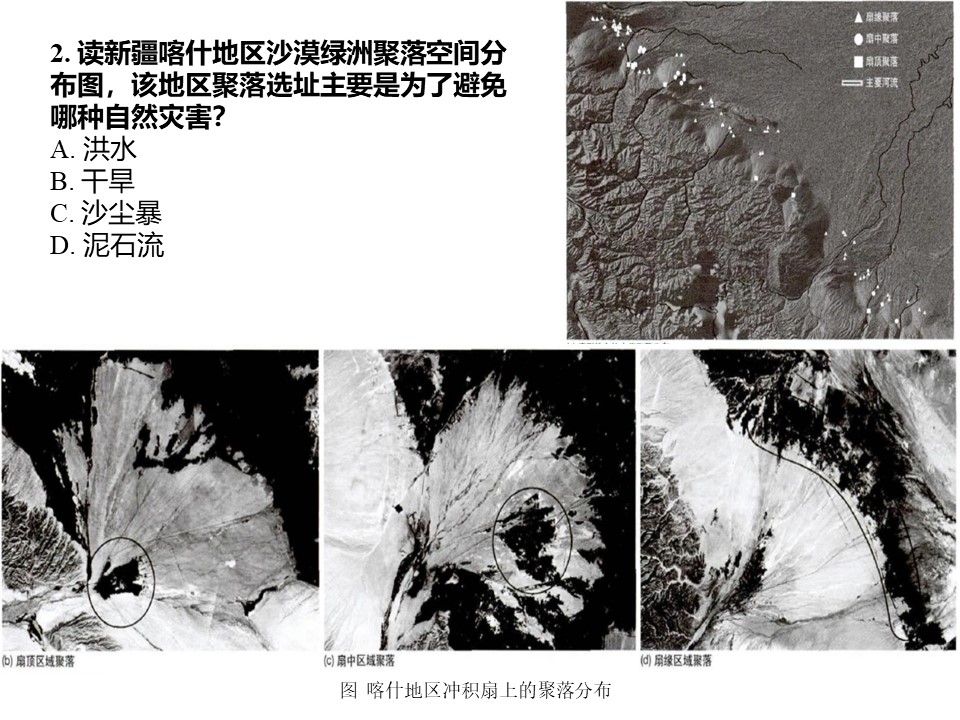 2. 读新疆喀什地区沙漠绿洲聚落空间分
布图，该地区聚落选址主要是为了避免
哪种自然灾害？
A. 洪水
B. 干旱
C. 沙尘暴
D. 泥石流
扇缘聚落
扇中聚落
扇顶聚落
主要河流
(b) 扇顶区域聚落
(c) 扇中区域聚落
(d) 扇缘区域聚落
图 喀什地区冲积扇上的聚落分布